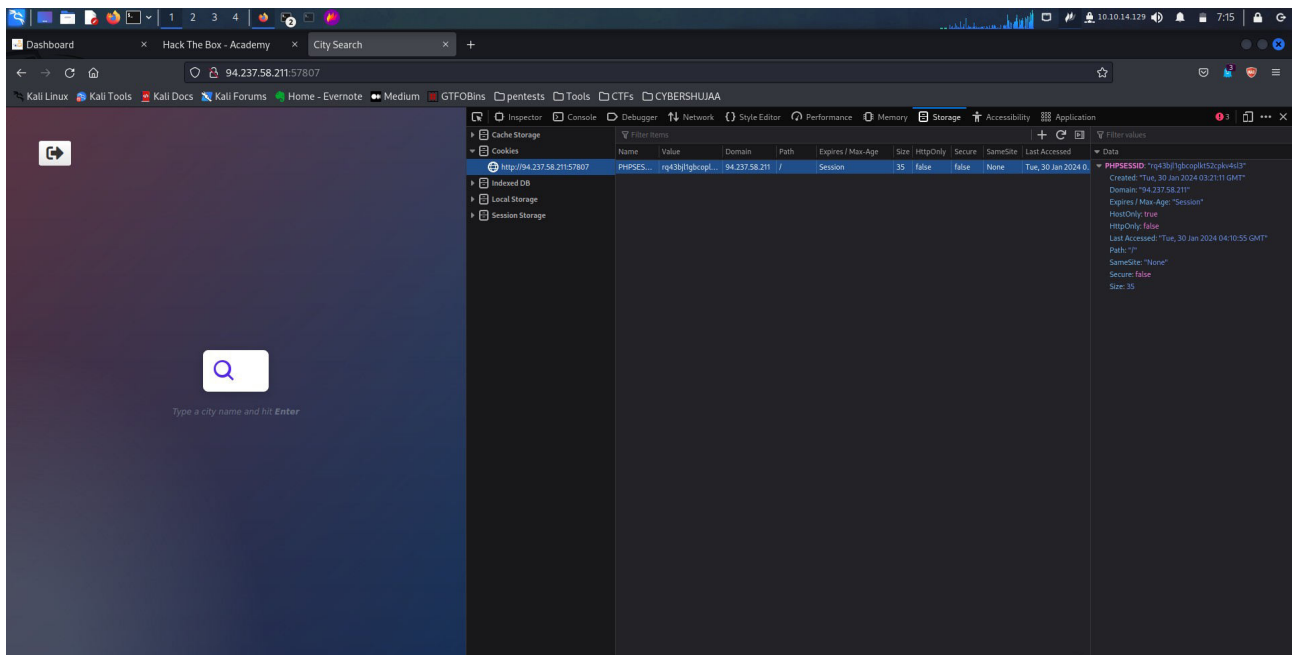 1 2 3 4
10.10.14.129
7:15
Dashboard
Hack The Box - Academy
City Search
94.237.58.211:57807
Kali Linux Kali Tools Kali Docs Kali Forums Home - Evernote Medium GTFOBins pentests Tools CTFs CYBERSHUJAA
Inspector Console Debugger Network Style Editor Performance Memory Storage Accessibility Application 3
Cache Storage
Filter Items
Filter values
Cookies
Name Value Domain Path Expires / Max-Age Size HttpOnly Secure SameSite Last Accessed
Data
http://94.237.58.211:57807
PHPSES... rq43bjl1gbcopl... 94.237.58.211 / Session 35 false false None Tue, 30 Jan 2024 0...
Indexed DB
Local Storage
Session Storage
PHPSESSID: "rq43bjl1gbcoplkt52cpkv4sl3"
Created: "Tue, 30 Jan 2024 03:21:11 GMT"
Domain: "94.237.58.211"
Expires / Max-Age: "Session"
HostOnly: true
HttpOnly: false
Last Accessed: "Tue, 30 Jan 2024 04:10:55 GMT"
Path: "/"
SameSite: "None"
Secure: false
Size: 35
Type a city name and hit Enter